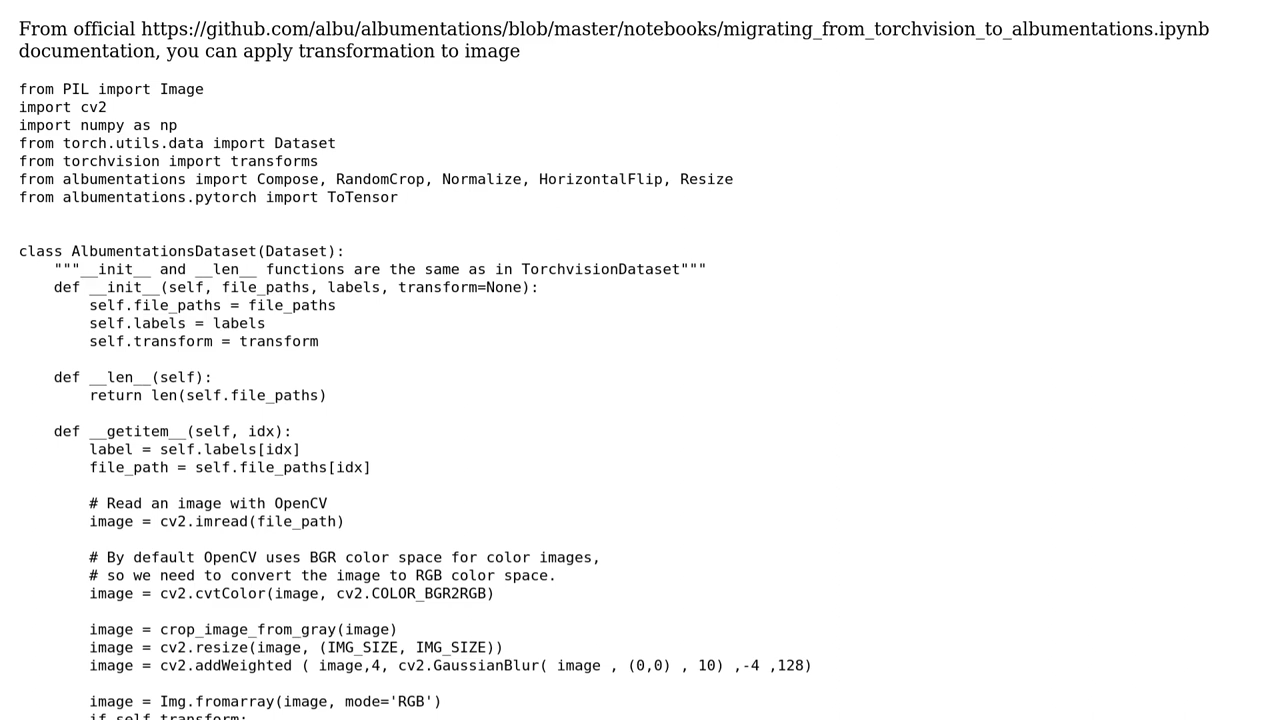 From official https://github.com/albu/albumentations/blob/master/notebooks/migrating_from_torchvision_to_albumentations.ipynb
documentation, you can apply transformation to image
from PIL import Image
import cv2
import numpy as np
from torch.utils.data import Dataset
from torchvision import transforms
from albumentations import Compose, RandomCrop, Normalize, HorizontalFlip, Resize
from albumentations.pytorch import ToTensor
class AlbumentationsDataset(Dataset):
    """__init__ and __len__ functions are the same as in TorchvisionDataset"""
    def __init__(self, file_paths, labels, transform=None):
        self.file_paths = file_paths
        self.labels = labels
        self.transform = transform
    def __len__(self):
        return len(self.file_paths)
    def __getitem__(self, idx):
        label = self.labels[idx]
        file_path = self.file_paths[idx]
        # Read an image with OpenCV
        image = cv2.imread(file_path)
        # By default OpenCV uses BGR color space for color images,
        # so we need to convert the image to RGB color space.
        image = cv2.cvtColor(image, cv2.COLOR_BGR2RGB)
        image = crop_image_from_gray(image)
        image = cv2.resize(image, (IMG_SIZE, IMG_SIZE))
        image = cv2.addWeighted ( image,4, cv2.GaussianBlur( image , (0,0) , 10) ,-4 ,128)
        image = Img.fromarray(image, mode='RGB')
        if self.transform: